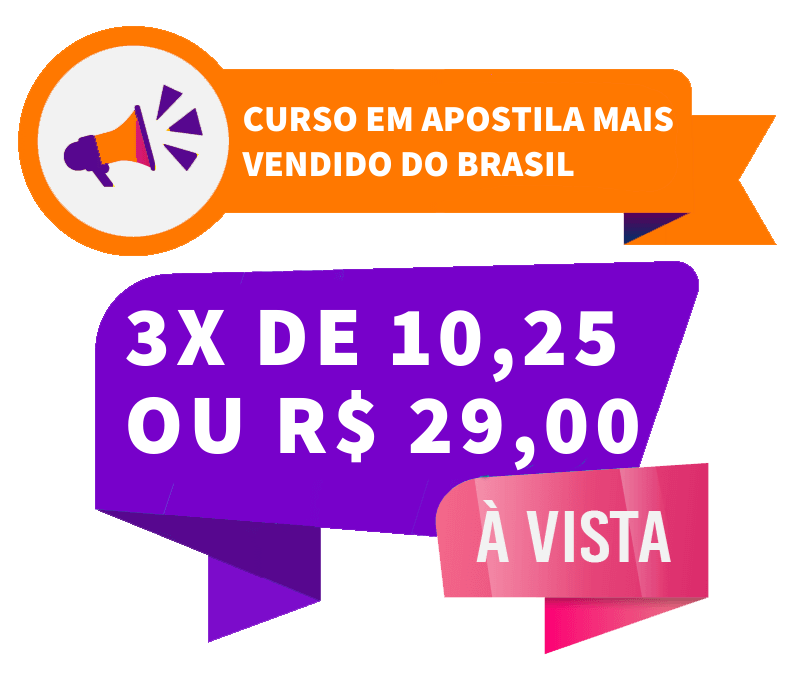 CURSO EM APOSTILA MAIS
VENDIDO DO BRASIL
3X DE 10,25
OU R$ 29,00
À VISTA